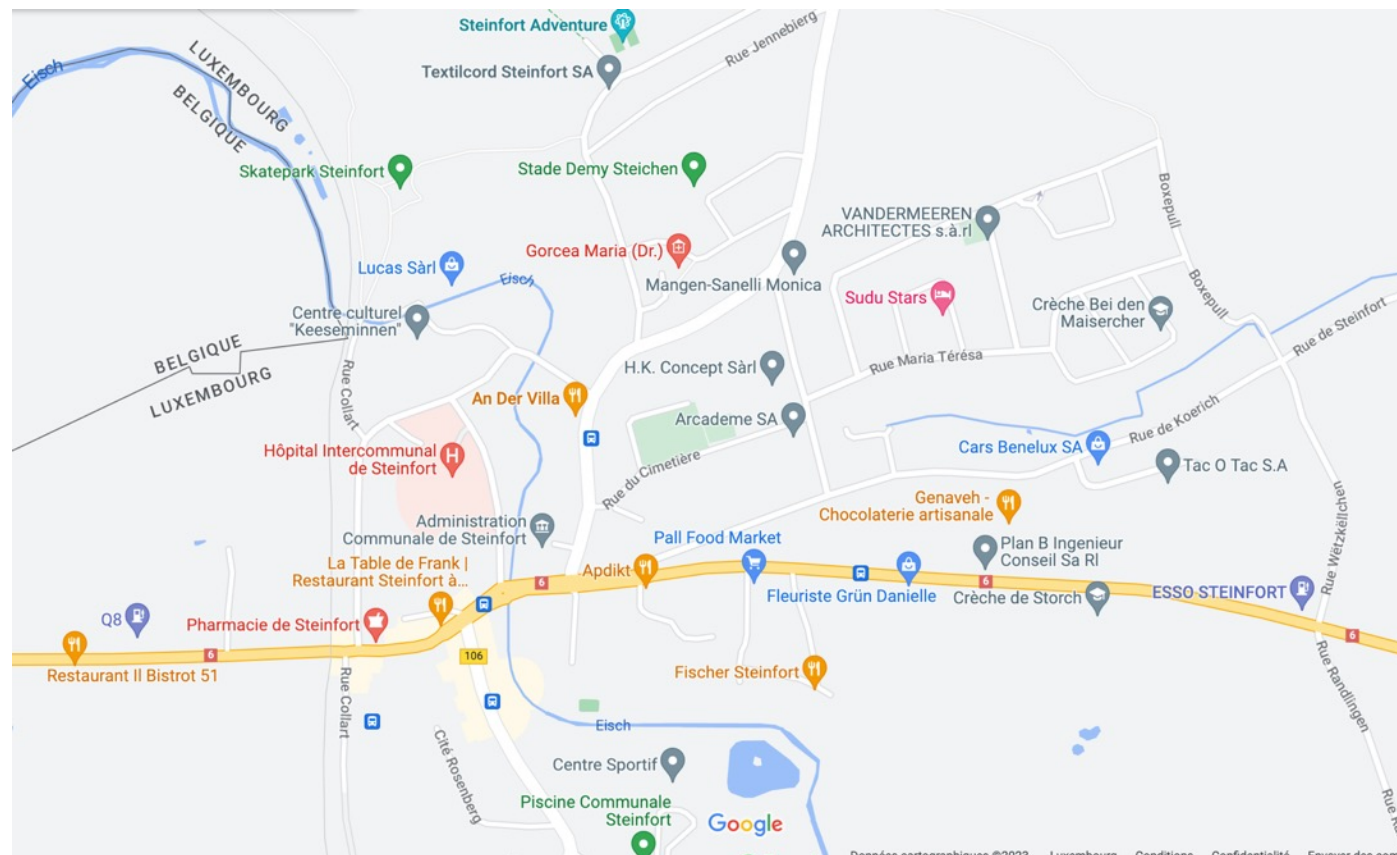 Steinfort Adventure
Eisch
LUXEMBOURG
BELGIQUE
Textilcord Steinfort SA
Rue Jennebierg
Skatepark Steinfort
Stade Demy Steichen
Boxepull
VANDERMEEREN
ARCHITECTES s.à.rl
Gorcea Maria (Dr.)
Lucas Sàrl
Eisch
Mangen-Sanelli Monica
Sudu Stars
Boxepull
Centre culturel
"Keeseminnen"
Crèche Bei den
Maisercher
Rue de Steinfort
BELGIQUE
LUXEMBOURG
Rue Collart
H.K. Concept Sàrl
Rue Maria Térésa
An Der Villa
Arcademe SA
Rue de Koerich
Hôpital Intercommunal
de Steinfort
H
Cars Benelux SA
Tac O Tac S.A
Rue du Cimetière
Genaveh -
Chocolaterie artisanale
Rue Wëtzkëllchen
Administration
Communale de Steinfort
Pall Food Market
Plan B Ingenieur
Conseil Sa Rl
La Table de Frank |
Restaurant Steinfort à...
6
Apdikt
6
Fleuriste Grün Danielle
Crèche de Storch
ESSO STEINFORT
Q8
Pharmacie de Steinfort
6
6
106
Restaurant Il Bistrot 51
Rue Collart
Fischer Steinfort
Rue Randlingen
Eisch
Cité Rosenberg
Centre Sportif
Piscine Communale
Steinfort
Google